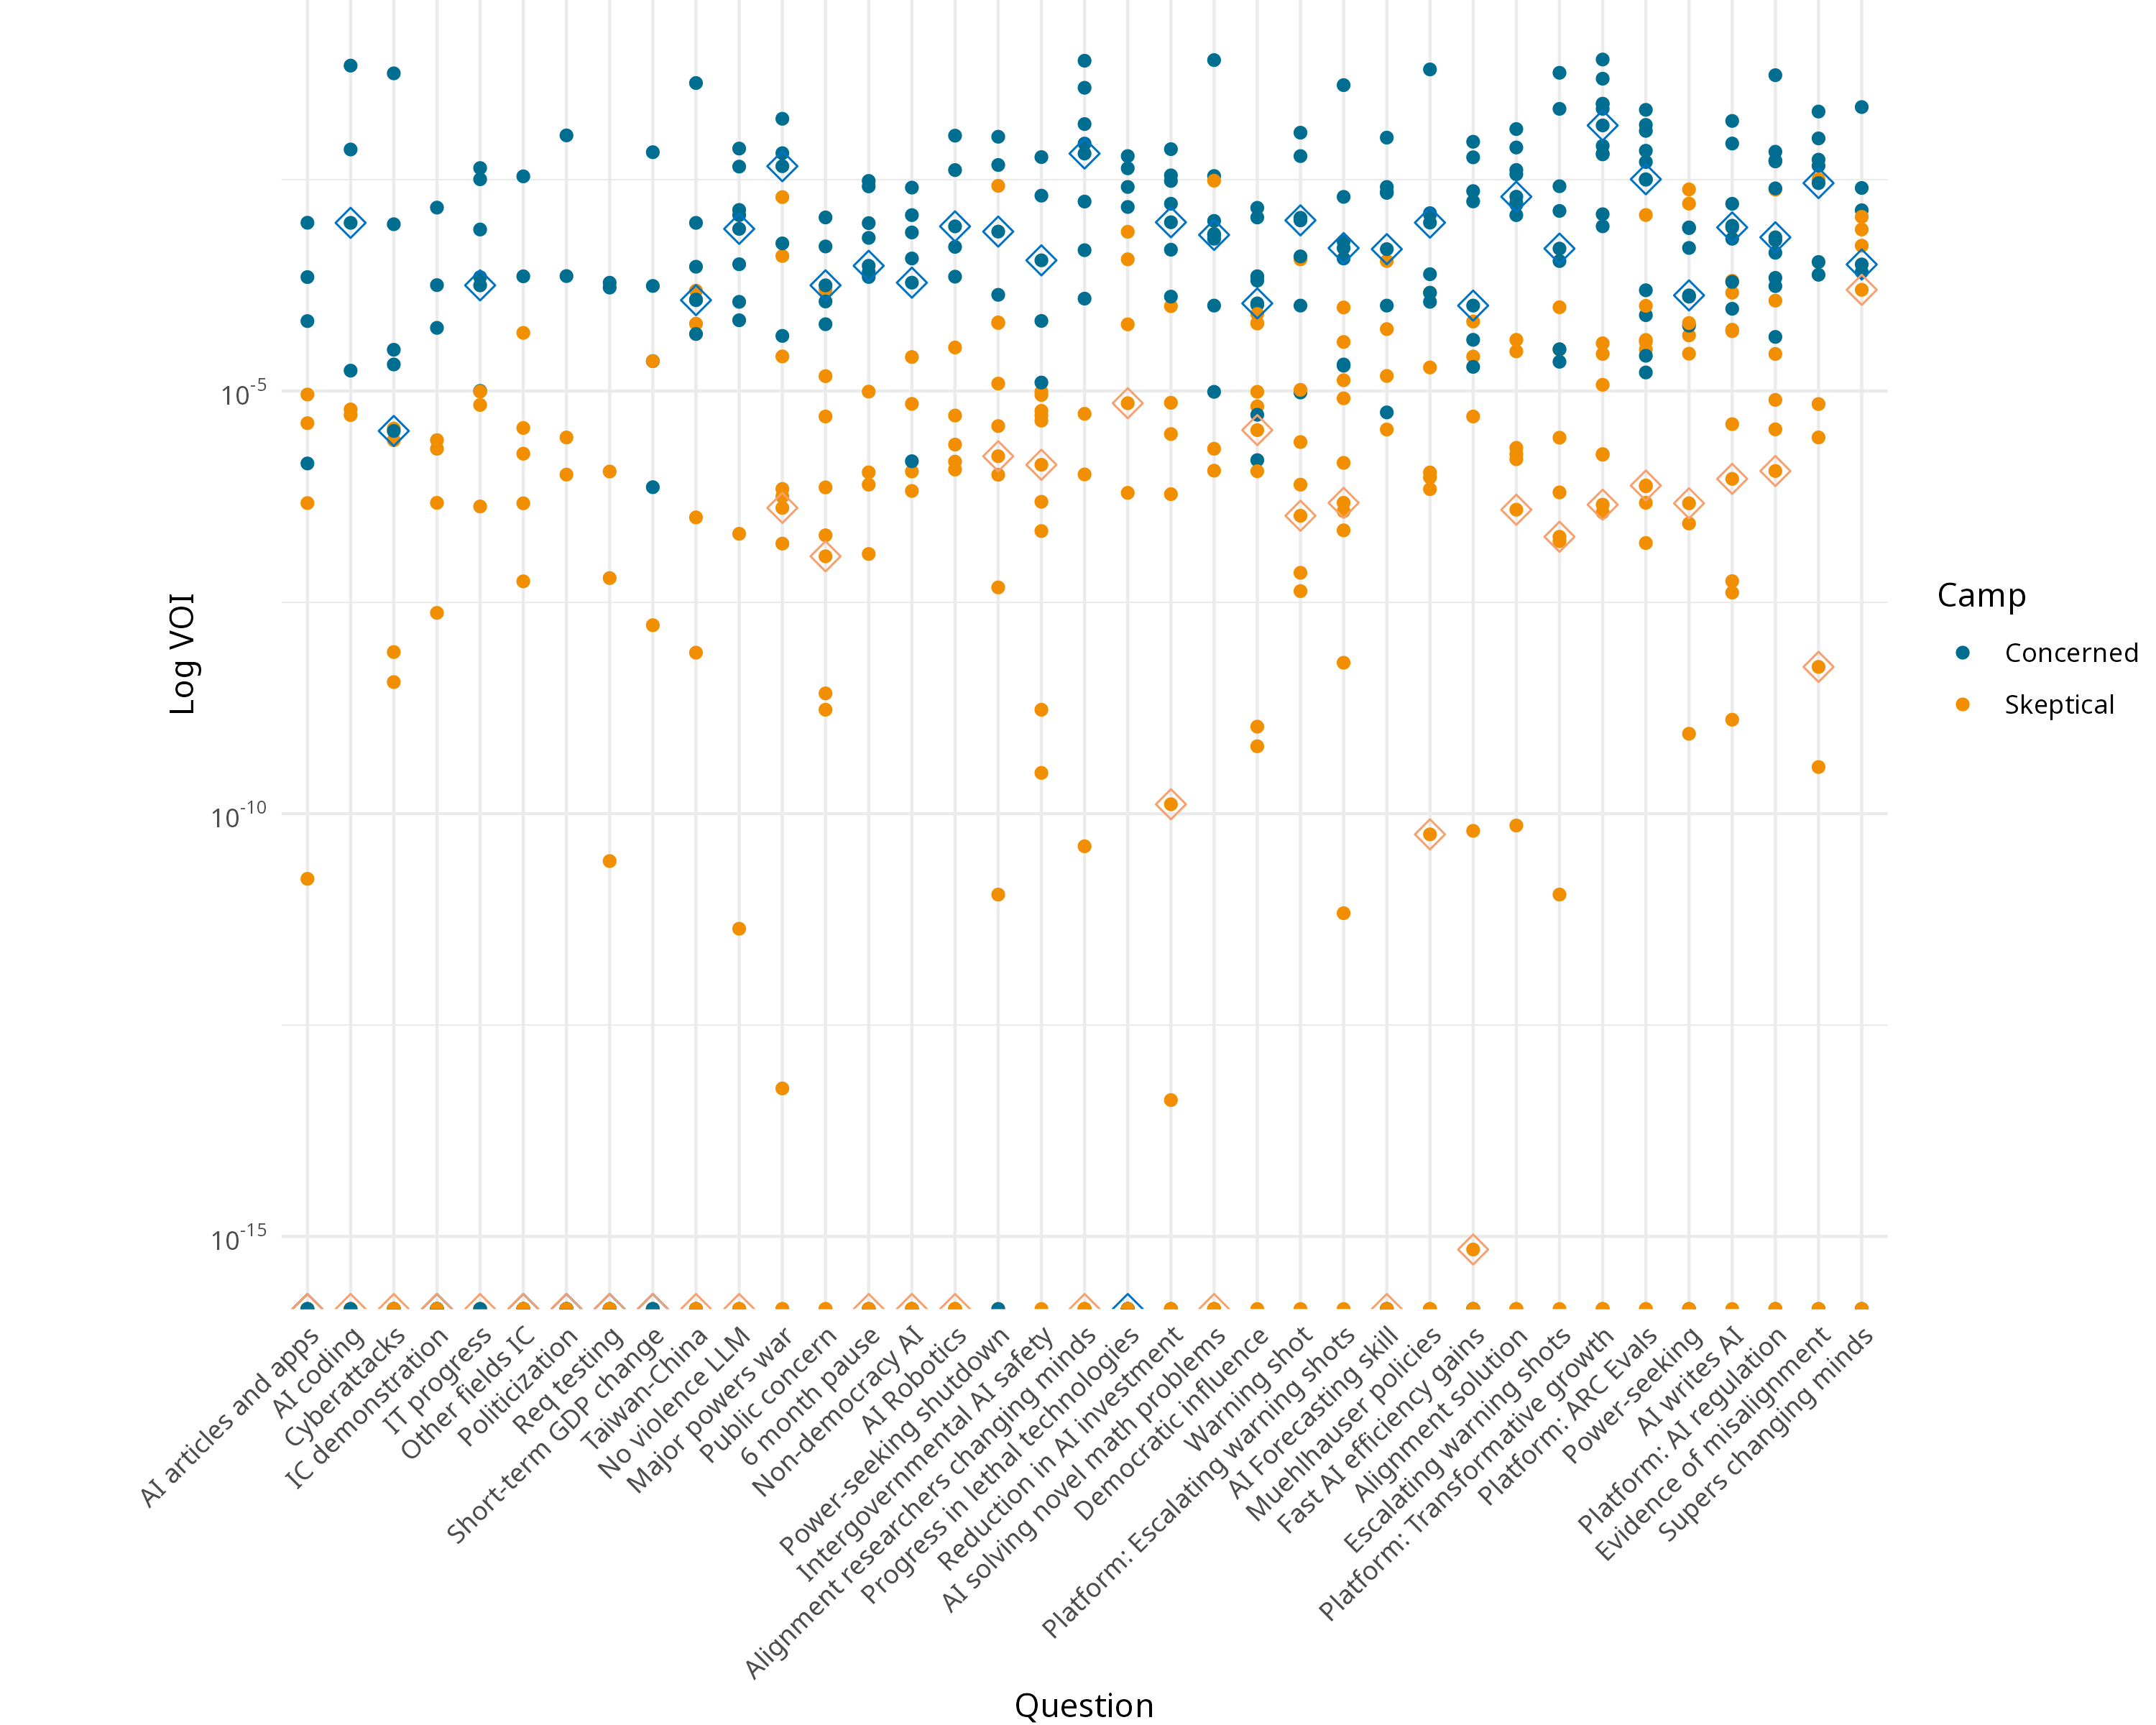 10-5
10-10
10-15
Log VOI
AI articles and apps
AI coding
Cyberattacks
IC demonstration
IT progress
Other fields IC
Politicization
Req testing
Short-term GDP change
Taiwan-China
No violence LLM
Major powers war
Public concern
6 month pause
Non-democracy AI
AI Robotics
Power-seeking shutdown
Intergovernmental AI safety
Alignment researchers changing minds
Progress in lethal technologies
Reduction in AI investment
AI solving novel math problems
Democratic influence
Warning shot
Platform: Escalating warning shots
AI Forecasting skill
Muehlhauser policies
Fast AI efficiency gains
Alignment solution
Escalating warning shots
Platform: Transformative growth
Platform: ARC Evals
Power-seeking
AI writes AI
Platform: AI regulation
Evidence of misalignment
Supers changing minds
Question
Camp
Concerned
Skeptical